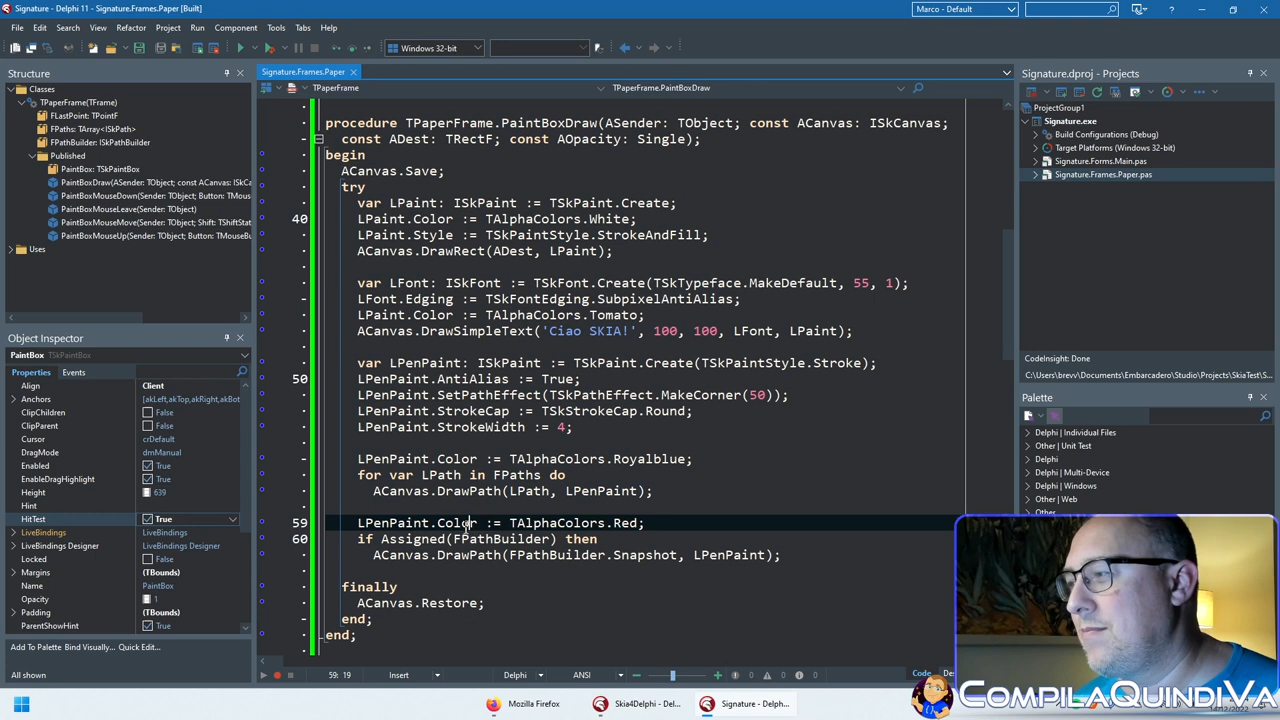 Signature - Delphi 11 - Signature.Frames.Paper [Built]
Marco - Default
File Edit Search View Refactor Project Run Component Tools Tabs Help
Windows 32-bit
Structure
Classes
TPaperFrame(TFrame)
FLastPoint: TPointF
FPaths: TArray<ISkPath>
FPathBuilder: ISkPathBuilder
Published
PaintBox: TSkPaintBox
PaintBoxDraw(ASender: TObject; const ACanvas: ISkCa
PaintBoxMouseDown(Sender: TObject; Button: TMouse
PaintBoxMouseLeave(Sender: TObject)
PaintBoxMouseMove(Sender: TObject; Shift: TShiftStat
PaintBoxMouseUp(Sender: TObject; Button: TMouseBu
Uses
Object Inspector
PaintBox TSkPaintBox
Properties Events
Align Client
Anchors [akLeft,akTop,akRight,akBot
ClipChildren False
ClipParent False
Cursor crDefault
DragMode dmManual
Enabled True
EnableDragHighlight True
Height 639
Hint
HitTest True
LiveBindings LiveBindings
LiveBindings Designer LiveBindings Designer
Locked False
Margins (TBounds)
Name PaintBox
Opacity 1
Padding (TBounds)
ParentShowHint True
Add To Palette Bind Visually... Quick Edit...
All shown
Signature.Frames.Paper
TPaperFrame TPaperFrame.PaintBoxDraw
procedure TPaperFrame.PaintBoxDraw(ASender: TObject; const ACanvas: ISkCanvas;
const ADest: TRectF; const AOpacity: Single);
begin
ACanvas.Save;
try
var LPaint: ISkPaint := TSkPaint.Create;
40 LPaint.Color := TAlphaColors.White;
LPaint.Style := TSkPaintStyle.StrokeAndFill;
ACanvas.DrawRect(ADest, LPaint);
var LFont: ISkFont := TSkFont.Create(TSkTypeface.MakeDefault, 55, 1);
LFont.Edging := TSkFontEdging.SubpixelAntiAlias;
LPaint.Color := TAlphaColors.Tomato;
ACanvas.DrawSimpleText('Ciao SKIA!', 100, 100, LFont, LPaint);
var LPenPaint: ISkPaint := TSkPaint.Create(TSkPaintStyle.Stroke);
50 LPenPaint.AntiAlias := True;
LPenPaint.SetPathEffect(TSkPathEffect.MakeCorner(50));
LPenPaint.StrokeCap := TSkStrokeCap.Round;
LPenPaint.StrokeWidth := 4;
LPenPaint.Color := TAlphaColors.Royalblue;
for var LPath in FPaths do
ACanvas.DrawPath(LPath, LPenPaint);
59 LPenPaint.Color := TAlphaColors.Red;
60 if Assigned(FPathBuilder) then
ACanvas.DrawPath(FPathBuilder.Snapshot, LPenPaint);
finally
ACanvas.Restore;
end;
end;
59: 19 Insert Delphi ANSI 0 0 0 Code
Signature.dproj - Projects
ProjectGroup1
Signature.exe
Build Configurations (Debug)
Target Platforms (Windows 32-bit)
Signature.Forms.Main.pas
Signature.Frames.Paper.pas
CodeInsight: Done
C:\Users\brevv\Documents\Embarcadero\Studio\Projects\SkiaTest\S
Palette
Delphi | Individual Files
Other | Unit Test
Delphi
Delphi | Multi-Device
Delphi | Windows
Other
Other | Web
CompilaQuindiVa
Mozilla Firefox
Skia4Delphi - Del...
Signature - Delph...
14/12/2022